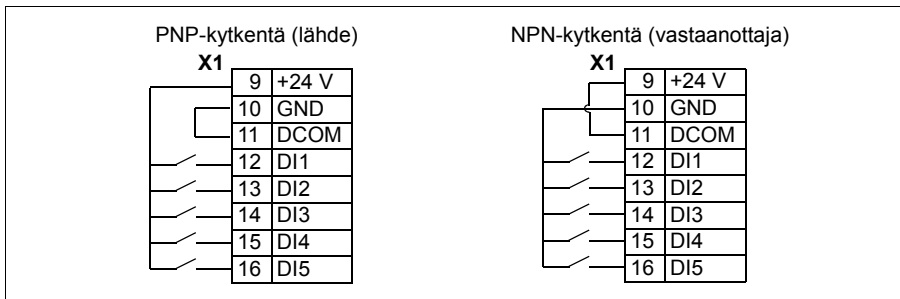 PNP-kytkentä (lähde)
X1
9 +24 V
10 GND
11 DCOM
12 DI1
13 DI2
14 DI3
15 DI4
16 DI5
NPN-kytkentä (vastaanottaja)
X1
9 +24 V
10 GND
11 DCOM
12 DI1
13 DI2
14 DI3
15 DI4
16 DI5